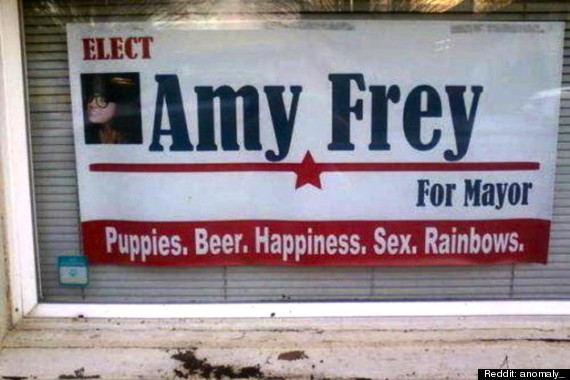 ELECT
Amy Frey
For Mayor
Puppies. Beer. Happiness. Sex. Rainbows.
Reddit: anomaly_